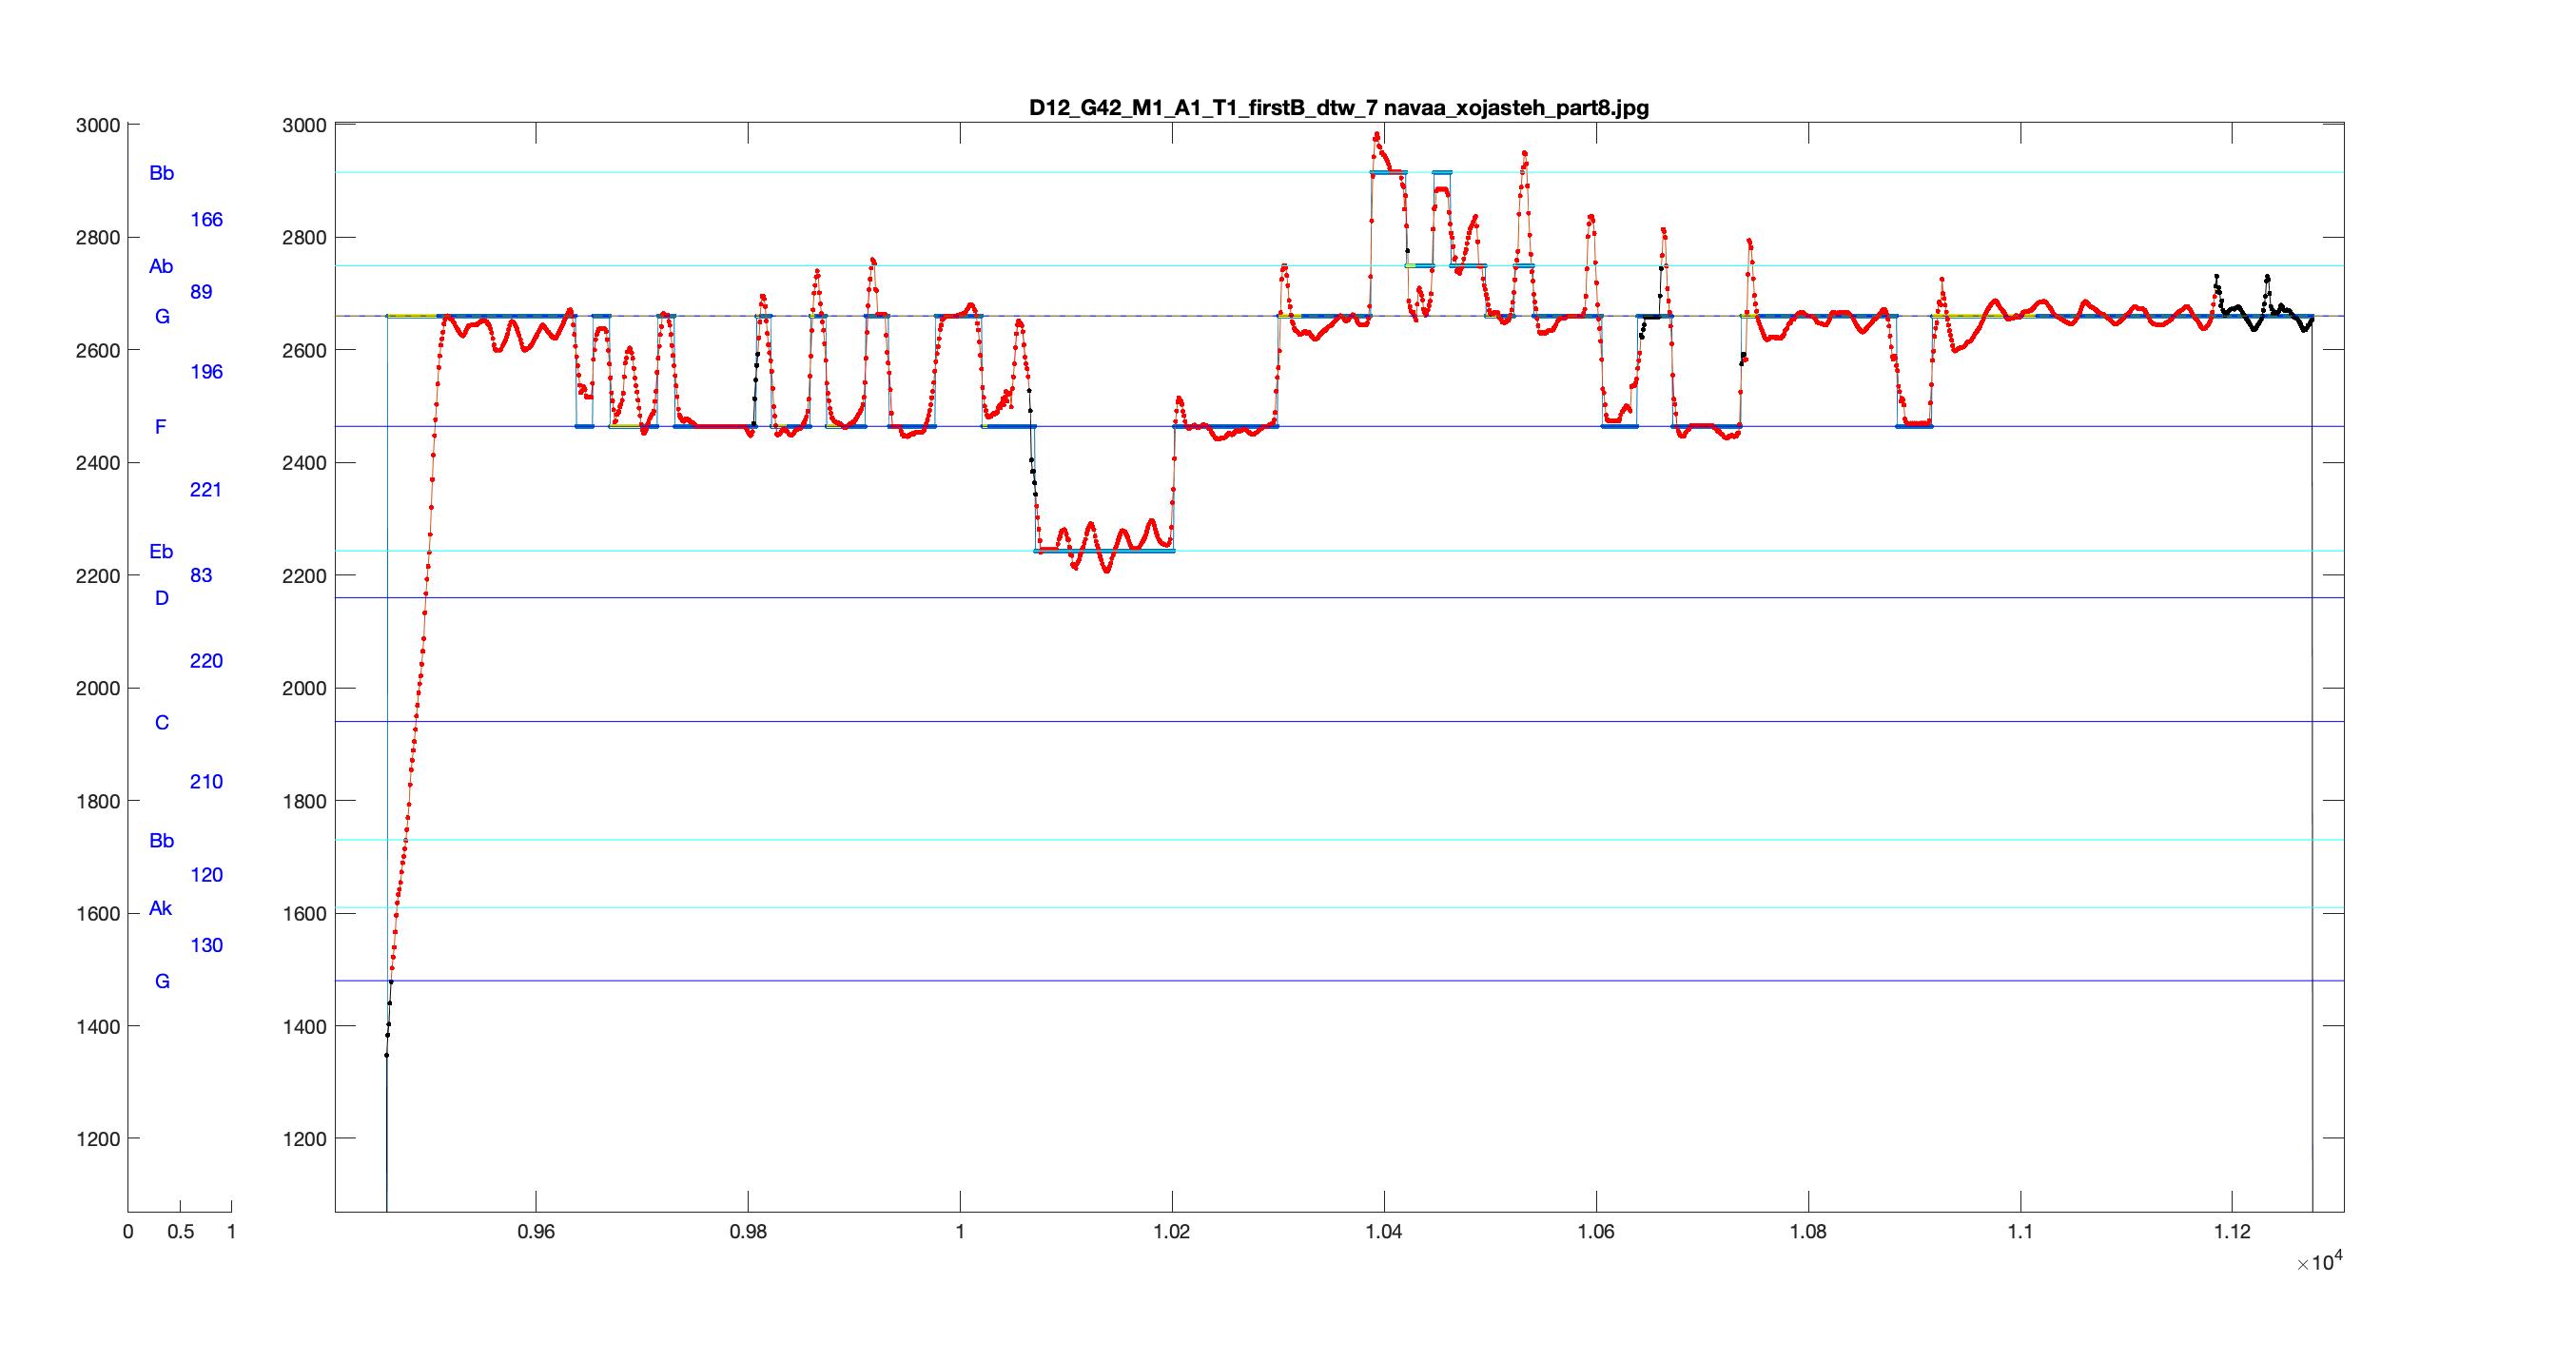 D12_G42_M1_A1_T1_firstB_dtw_7 navaa_xojasteh_part8.jpg
3000 3000
Bb
166
2800 2800
Ab
89
G
2600 2600
196
F
2400 2400
221
Eb
83
2200 2200
D
220
2000 2000
C
210
1800 1800
Bb
120
Ak
1600 1600
130
G
1400 1400
1200 1200
0 0.5 1 0.96 0.98 1 1.02 1.04 1.06 1.08 1.1 1.12
×10⁴